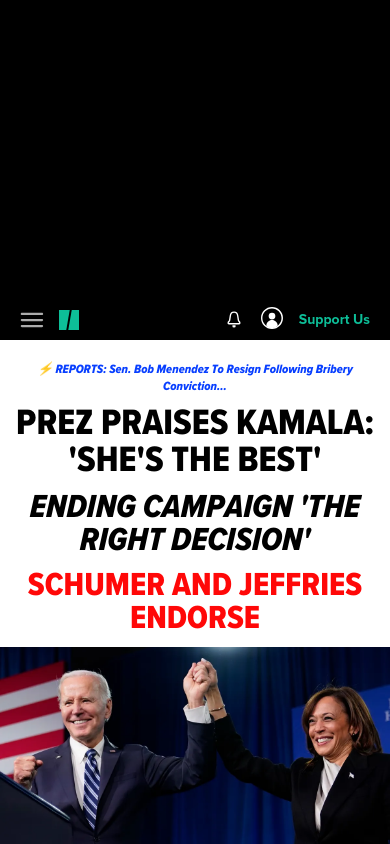 Support Us
⚡ REPORTS: Sen. Bob Menendez To Resign Following Bribery
Conviction...
PREZ PRAISES KAMALA:
'SHE'S THE BEST'
ENDING CAMPAIGN 'THE
RIGHT DECISION'
SCHUMER AND JEFFRIES
ENDORSE